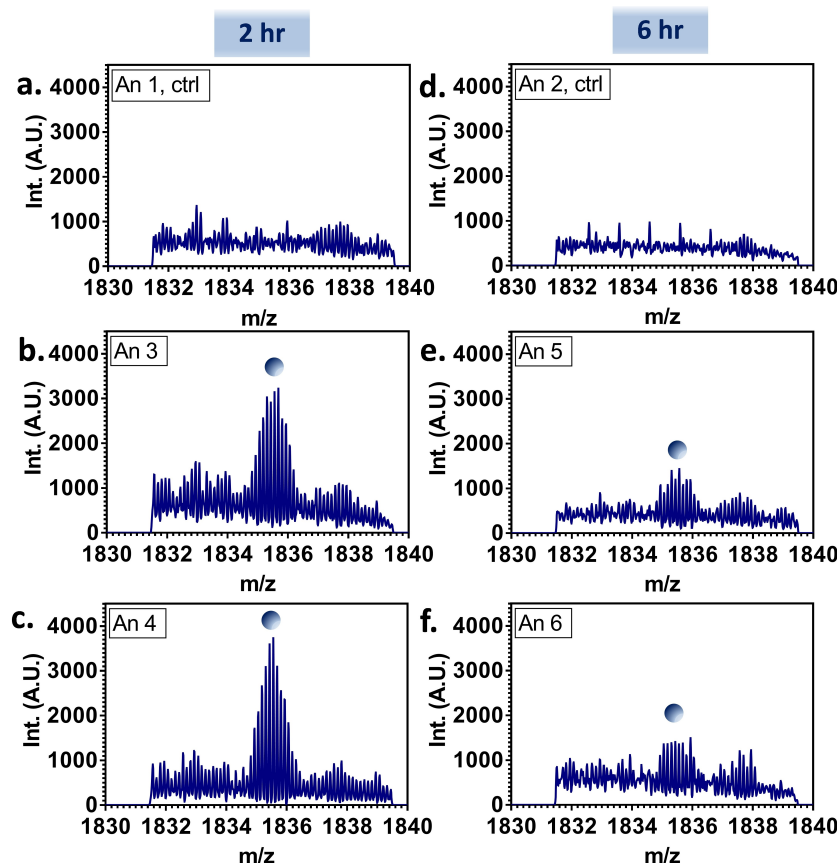 2 hr
6 hr
a.
An 1, ctrl
Int. (A.U.)
4000
3000
2000
1000
0
1830 1832 1834 1836 1838 1840
m/z
d.
An 2, ctrl
Int. (A.U.)
4000
3000
2000
1000
0
1830 1832 1834 1836 1838 1840
m/z
b.
An 3
Int. (A.U.)
4000
3000
2000
1000
0
1830 1832 1834 1836 1838 1840
m/z
e.
An 5
Int. (A.U.)
4000
3000
2000
1000
0
1830 1832 1834 1836 1838 1840
m/z
c.
An 4
Int. (A.U.)
4000
3000
2000
1000
0
1830 1832 1834 1836 1838 1840
m/z
f.
An 6
Int. (A.U.)
4000
3000
2000
1000
0
1830 1832 1834 1836 1838 1840
m/z